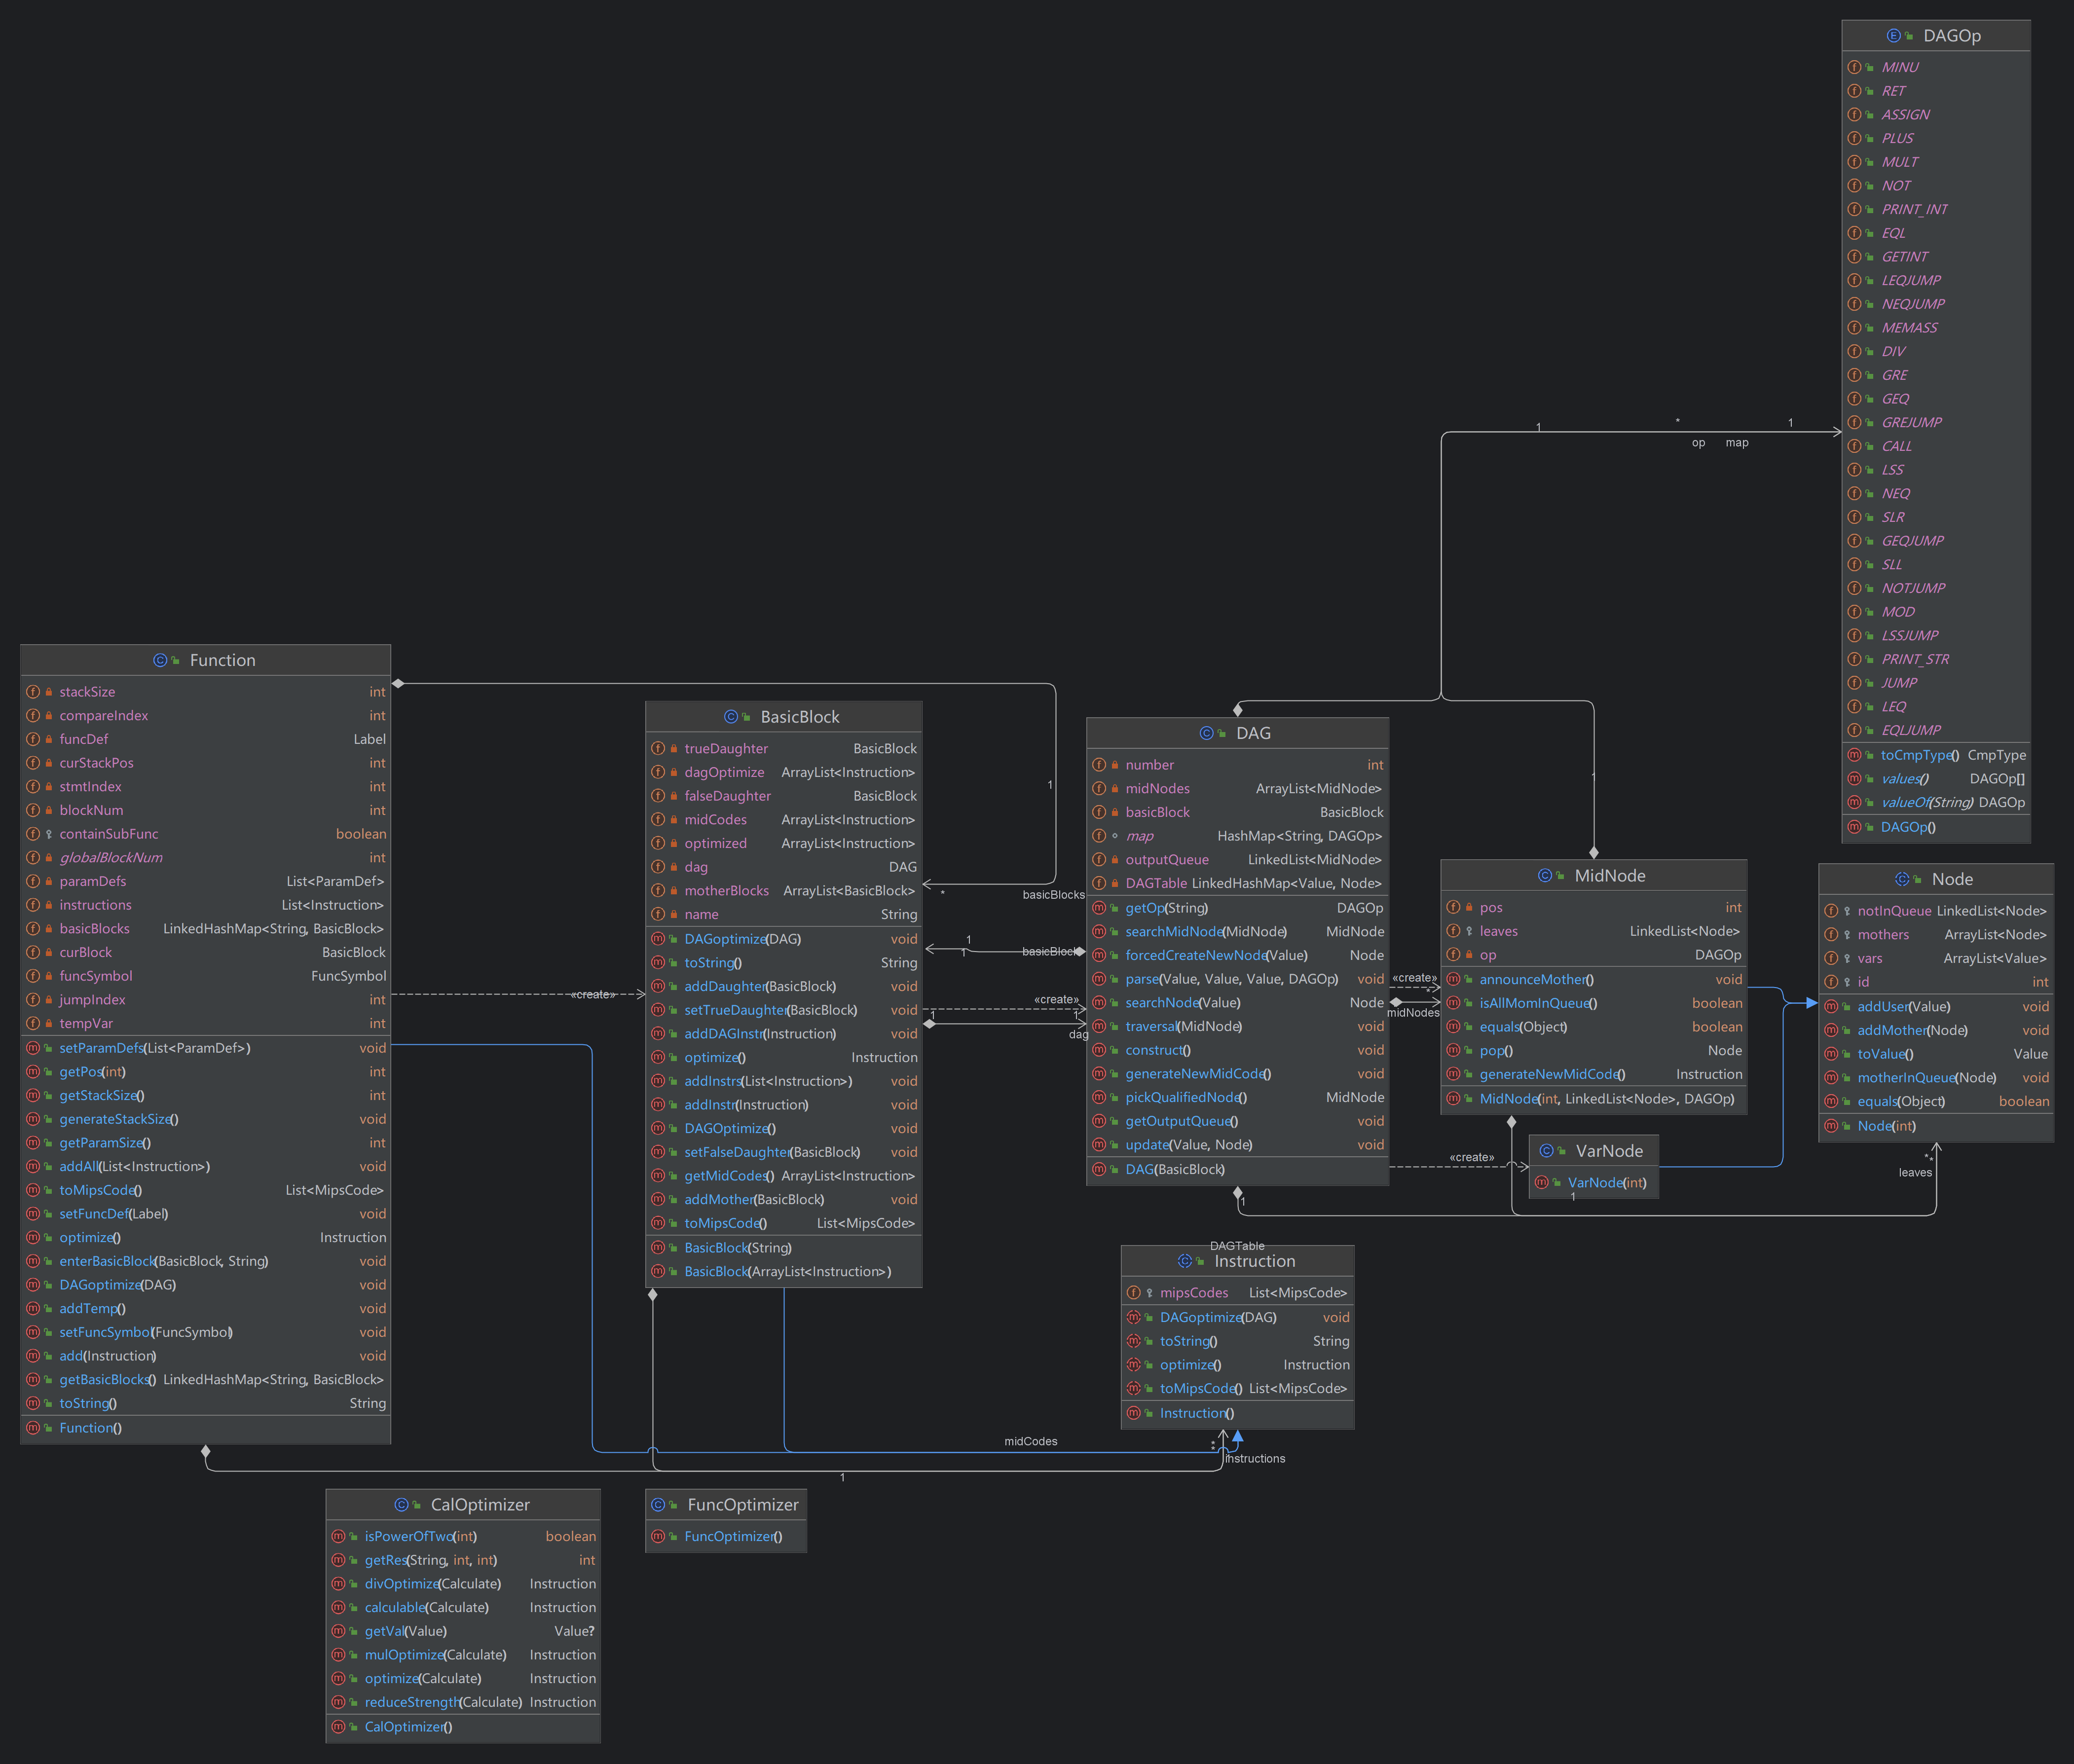 DAGOp
MINU
RET
ASSIGN
PLUS
MULT
NOT
PRINT_INT
EQL
GETINT
LEQJUMP
NEQJUMP
MEMASS
DIV
GRE
GEQ
GREJUMP
CALL
LSS
NEQ
SLR
GEQJUMP
SLL
NOTJUMP
MOD
LSSJUMP
PRINT_STR
JUMP
LEQ
EQLJUMP
toCmpType() CmpType
values() DAGOp[]
valueOf(String) DAGOp
DAGOp()
1 * 1
op map
1
Function
stackSize int
compareIndex int
funcDef Label
curStackPos int
stmtIndex int
blockNum int
containSubFunc boolean
globalBlockNum int
paramDefs List<ParamDef>
instructions List<Instruction>
basicBlocks LinkedHashMap<String, BasicBlock>
curBlock BasicBlock
funcSymbol FuncSymbol
jumpIndex int
tempVar int
setParamDefs(List<ParamDef>) void
getPos(int) int
getStackSize() int
generateStackSize() void
getParamSize() int
addAll(List<Instruction>) void
toMipsCode() List<MipsCode>
setFuncDef(Label) void
optimize() Instruction
enterBasicBlock(BasicBlock, String) void
DAGoptimize(DAG) void
addTemp() void
setFuncSymbol(FuncSymbol) void
add(Instruction) void
getBasicBlocks() LinkedHashMap<String, BasicBlock>
toString() String
Function()
«create»
BasicBlock
trueDaughter BasicBlock
dagOptimize ArrayList<Instruction>
falseDaughter BasicBlock
midCodes ArrayList<Instruction>
optimized ArrayList<Instruction>
dag DAG
motherBlocks ArrayList<BasicBlock>
name String
DAGoptimize(DAG) void
toString() String
addDaughter(BasicBlock) void
setTrueDaughter(BasicBlock) void
addDAGInstr(Instruction) void
optimize() Instruction
addInstrs(List<Instruction>) void
addInstr(Instruction) void
DAGOptimize() void
setFalseDaughter(BasicBlock) void
getMidCodes() ArrayList<Instruction>
addMother(BasicBlock) void
toMipsCode() List<MipsCode>
BasicBlock(String)
BasicBlock(ArrayList<Instruction>)
1
* basicBlocks
1
1 basicBlock
«create»
1 1
dag
DAG
number int
midNodes ArrayList<MidNode>
basicBlock BasicBlock
map HashMap<String, DAGOp>
outputQueue LinkedList<MidNode>
DAGTable LinkedHashMap<Value, Node>
getOp(String) DAGOp
searchMidNode(MidNode) MidNode
forcedCreateNewNode(Value) Node
parse(Value, Value, Value, DAGOp) void
searchNode(Value) Node
traversal(MidNode) void
construct() void
generateNewMidCode() void
pickQualifiedNode() MidNode
getOutputQueue() void
update(Value, Node) void
DAG(BasicBlock)
«create»
*
midNodes
«create»
1
MidNode
pos int
leaves LinkedList<Node>
op DAGOp
announceMother() void
isAllMomInQueue() boolean
equals(Object) boolean
pop() Node
generateNewMidCode() Instruction
MidNode(int, LinkedList<Node>, DAGOp)
VarNode
VarNode(int)
1
Node
notInQueue LinkedList<Node>
mothers ArrayList<Node>
vars ArrayList<Value>
id int
addUser(Value) void
addMother(Node) void
toValue() Value
motherInQueue(Node) void
equals(Object) boolean
Node(int)
* *
leaves
DAGTable
Instruction
mipsCodes List<MipsCode>
DAGoptimize(DAG) void
toString() String
optimize() Instruction
toMipsCode() List<MipsCode>
Instruction()
midCodes
*
*
instructions
1
CalOptimizer
isPowerOfTwo(int) boolean
getRes(String, int, int) int
divOptimize(Calculate) Instruction
calculable(Calculate) Instruction
getVal(Value) Value?
mulOptimize(Calculate) Instruction
optimize(Calculate) Instruction
reduceStrength(Calculate) Instruction
CalOptimizer()
FuncOptimizer
FuncOptimizer()